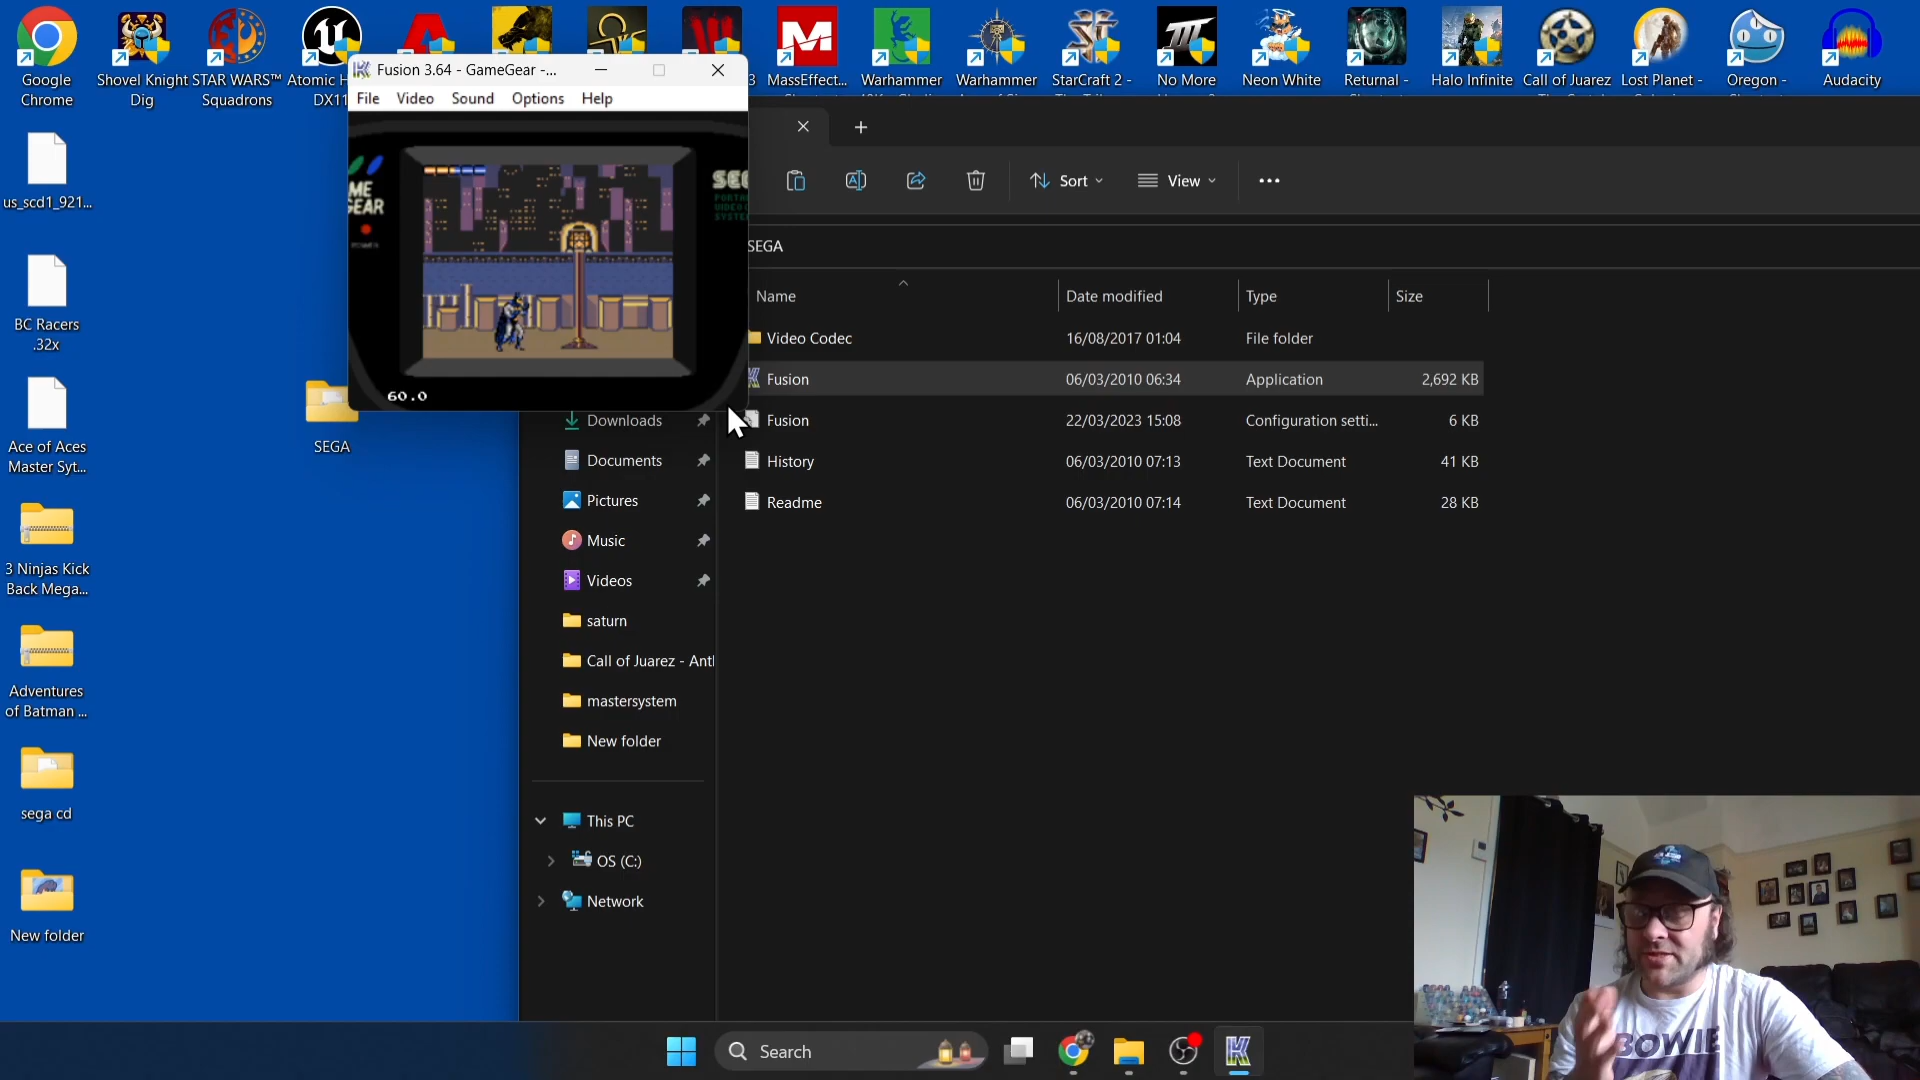 Google
Chrome
Shovel Knight
Dig
STAR WARS™
Squadrons
Atomic H
DX11
3
MassEffect...
Warhammer
Warhammer
StarCraft 2 -
No More
Neon White
Returnal -
Halo Infinite
Call of Juarez
Lost Planet -
Oregon -
Audacity
Fusion 3.64 - GameGear -...
File
Video
Sound
Options
Help
ME
GEAR
SEG
60.0
us_scd1_921...
BC Racers
.32x
Ace of Aces
Master Syt...
3 Ninjas Kick
Back Mega...
Adventures
of Batman ...
sega cd
New folder
SEGA
Sort
View
SEGA
Name
Date modified
Type
Size
Video Codec
16/08/2017 01:04
File folder
Fusion
06/03/2010 06:34
Application
2,692 KB
Fusion
22/03/2023 15:08
Configuration setti...
6 KB
History
06/03/2010 07:13
Text Document
41 KB
Readme
06/03/2010 07:14
Text Document
28 KB
Downloads
Documents
Pictures
Music
Videos
saturn
Call of Juarez - Antl
mastersystem
New folder
This PC
OS (C:)
Network
Search
BOWIE